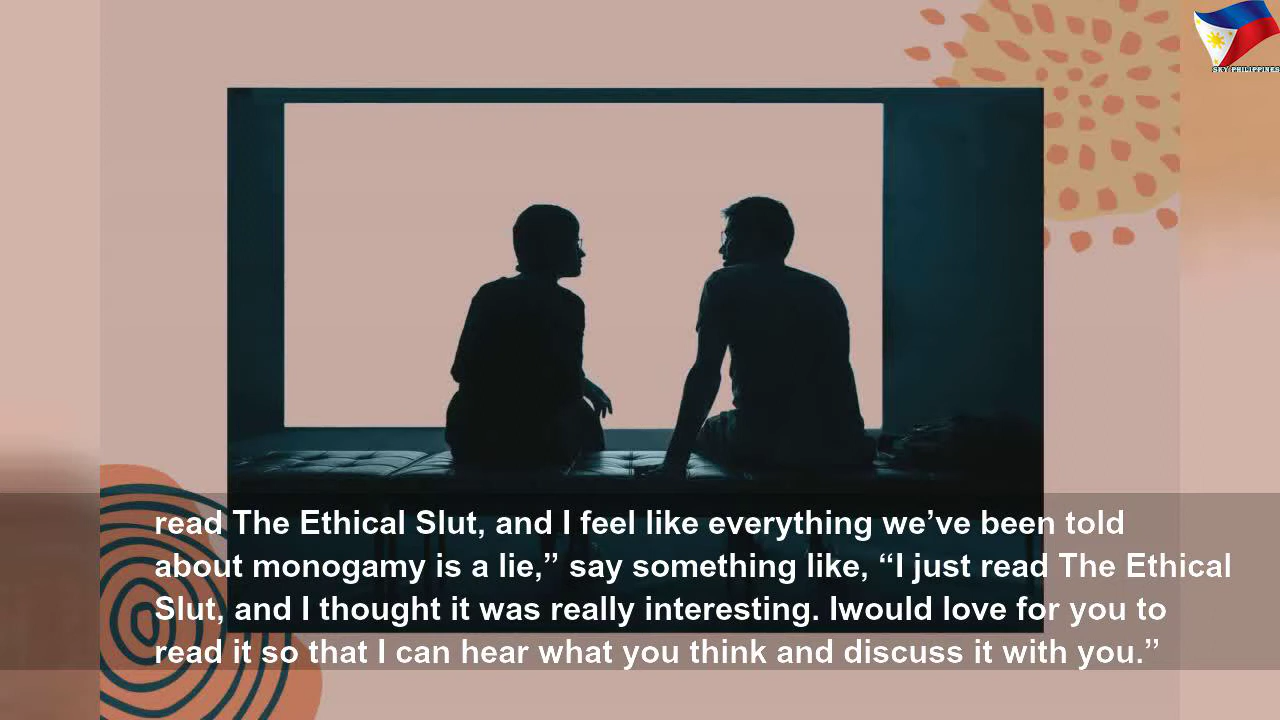 SKY PHILIPPINES
read The Ethical Slut, and I feel like everything we’ve been told
about monogamy is a lie,” say something like, “I just read The Ethical
Slut, and I thought it was really interesting. Iwould love for you to
read it so that I can hear what you think and discuss it with you.”